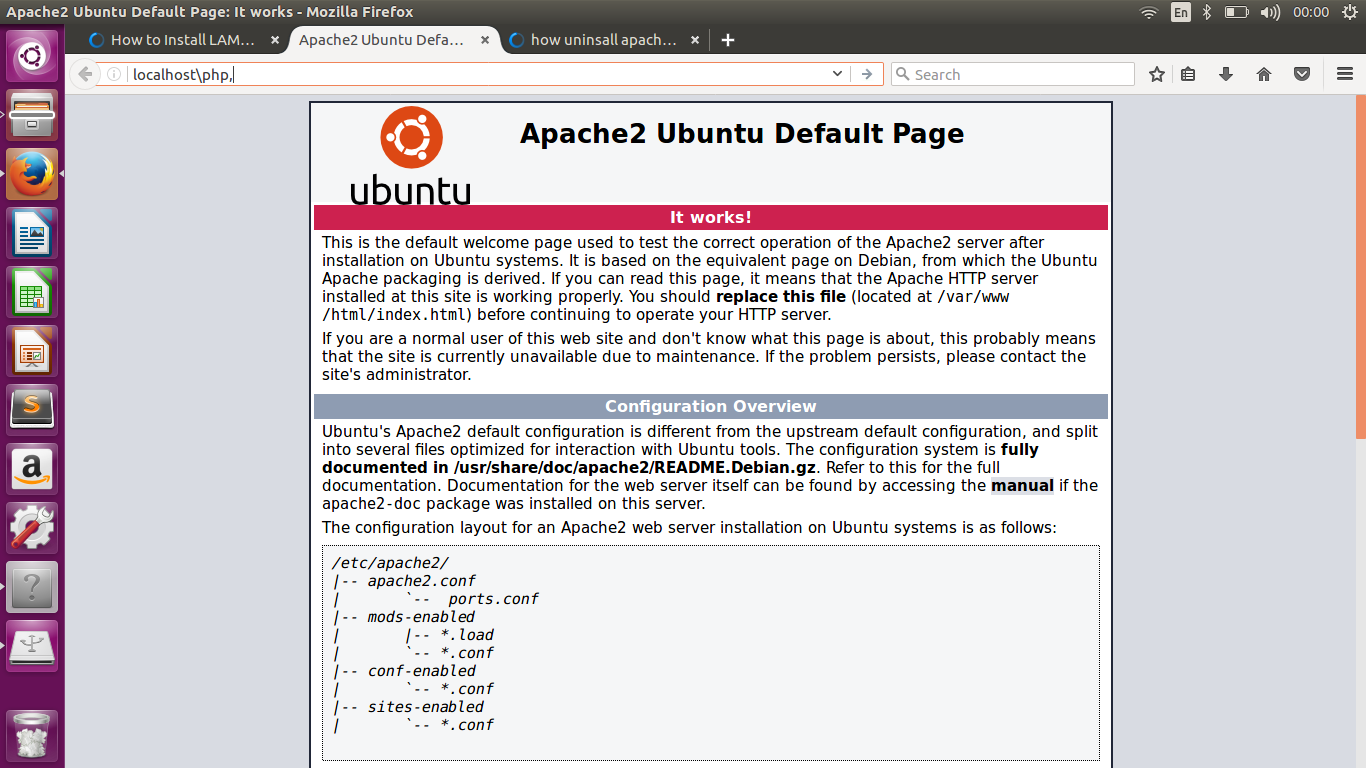 Apache2 Ubuntu Default Page: It works - Mozilla Firefox
En
00:00
How to Install LAM...
Apache2 Ubuntu Defa...
how uninsall apach...
localhost\php,
Search
ubuntu
Apache2 Ubuntu Default Page
It works!
This is the default welcome page used to test the correct operation of the Apache2 server after
installation on Ubuntu systems. It is based on the equivalent page on Debian, from which the Ubuntu
Apache packaging is derived. If you can read this page, it means that the Apache HTTP server
installed at this site is working properly. You should replace this file (located at /var/www
/html/index.html) before continuing to operate your HTTP server.
If you are a normal user of this web site and don't know what this page is about, this probably means
that the site is currently unavailable due to maintenance. If the problem persists, please contact the
site's administrator.
Configuration Overview
Ubuntu's Apache2 default configuration is different from the upstream default configuration, and split
into several files optimized for interaction with Ubuntu tools. The configuration system is fully
documented in /usr/share/doc/apache2/README.Debian.gz. Refer to this for the full
documentation. Documentation for the web server itself can be found by accessing the manual if the
apache2-doc package was installed on this server.
The configuration layout for an Apache2 web server installation on Ubuntu systems is as follows:
/etc/apache2/
|-- apache2.conf
|       `--  ports.conf
|-- mods-enabled
|       |-- *.load
|       `-- *.conf
|-- conf-enabled
|       `-- *.conf
|-- sites-enabled
|       `-- *.conf